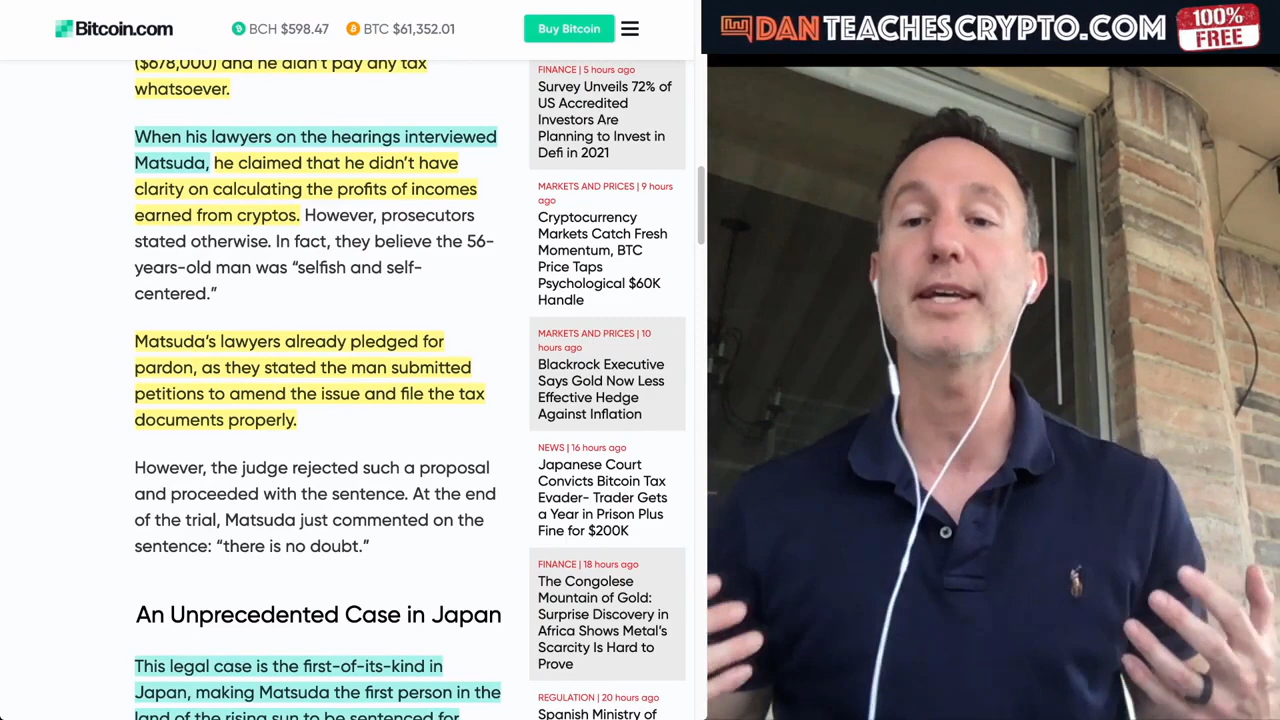 Bitcoin.com
BCH $598.47
BTC $61,352.01
Buy Bitcoin
($678,000) and he didn't pay any tax
whatsoever.
When his lawyers on the hearings interviewed
Matsuda, he claimed that he didn't have
clarity on calculating the profits of incomes
earned from cryptos. However, prosecutors
stated otherwise. In fact, they believe the 56-
years-old man was “selfish and self-
centered.”
Matsuda's lawyers already pledged for
pardon, as they stated the man submitted
petitions to amend the issue and file the tax
documents properly.
However, the judge rejected such a proposal
and proceeded with the sentence. At the end
of the trial, Matsuda just commented on the
sentence: “there is no doubt.”
An Unprecedented Case in Japan
This legal case is the first-of-its-kind in
Japan, making Matsuda the first person in the
land of the rising sun to be sentenced for
FINANCE | 5 hours ago
Survey Unveils 72% of
US Accredited
Investors Are
Planning to Invest in
Defi in 2021
MARKETS AND PRICES | 9 hours
ago
Cryptocurrency
Markets Catch Fresh
Momentum, BTC
Price Taps
Psychological $60K
Handle
MARKETS AND PRICES | 10
hours ago
Blackrock Executive
Says Gold Now Less
Effective Hedge
Against Inflation
NEWS | 16 hours ago
Japanese Court
Convicts Bitcoin Tax
Evader- Trader Gets
a Year in Prison Plus
Fine for $200K
FINANCE | 18 hours ago
The Congolese
Mountain of Gold:
Surprise Discovery in
Africa Shows Metal's
Scarcity Is Hard to
Prove
REGULATION | 20 hours ago
Spanish Ministry of
DANTEACHESCRYPTO.COM
100%
FREE